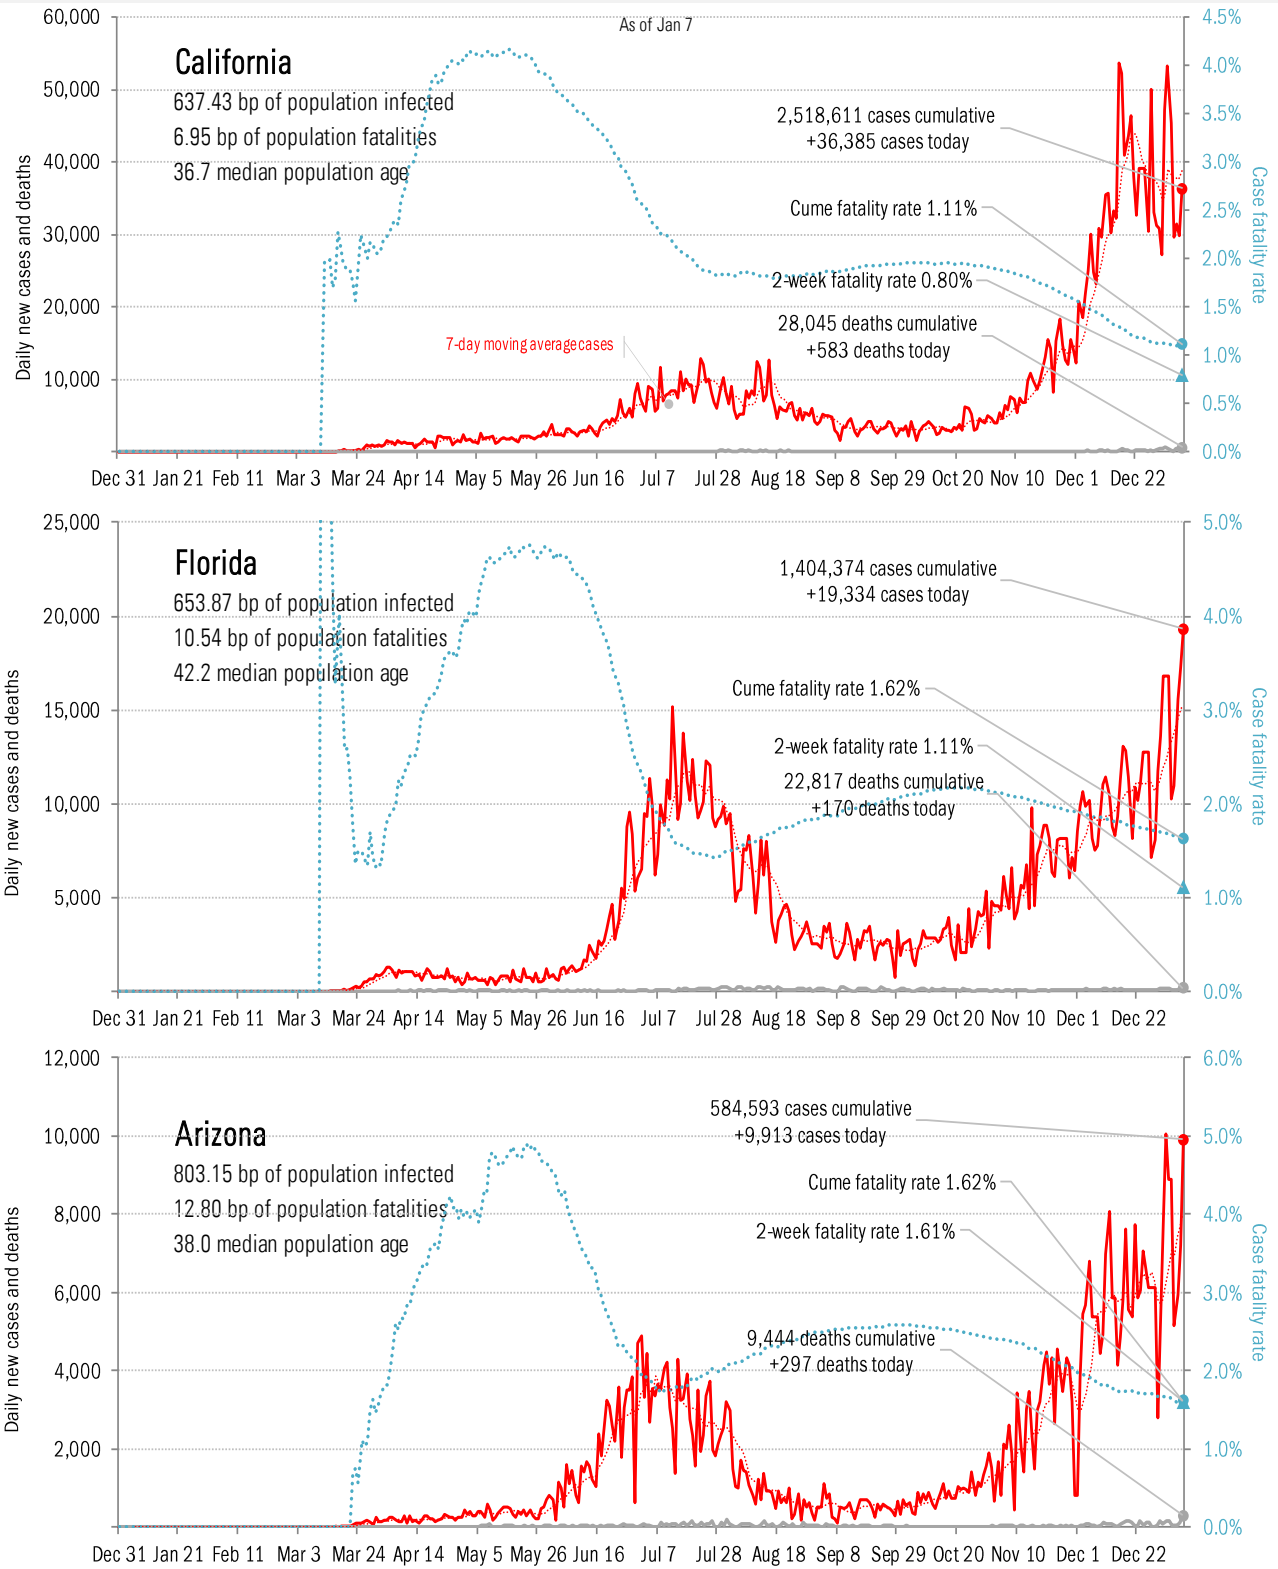 As of Jan 7
60,000
50,000
40,000
30,000
20,000
10,000
4.5%
4.0%
3.5%
3.0%
2.5%
2.0%
1.5%
1.0%
0.5%
0.0%
Daily new cases and deaths
Case fatality rate
California
637.43 bp of population infected
6.95 bp of population fatalities
36.7 median population age
2,518,611 cases cumulative
+36,385 cases today
Cume fatality rate 1.11%
2-week fatality rate 0.80%
28,045 deaths cumulative
+583 deaths today
7-day moving average cases
Dec 31 Jan 21 Feb 11 Mar 3 Mar 24 Apr 14 May 5 May 26 Jun 16 Jul 7 Jul 28 Aug 18 Sep 8 Sep 29 Oct 20 Nov 10 Dec 1 Dec 22
25,000
20,000
15,000
10,000
5,000
5.0%
4.0%
3.0%
2.0%
1.0%
0.0%
Daily new cases and deaths
Case fatality rate
Florida
653.87 bp of population infected
10.54 bp of population fatalities
42.2 median population age
1,404,374 cases cumulative
+19,334 cases today
Cume fatality rate 1.62%
2-week fatality rate 1.11%
22,817 deaths cumulative
+170 deaths today
Dec 31 Jan 21 Feb 11 Mar 3 Mar 24 Apr 14 May 5 May 26 Jun 16 Jul 7 Jul 28 Aug 18 Sep 8 Sep 29 Oct 20 Nov 10 Dec 1 Dec 22
12,000
10,000
8,000
6,000
4,000
2,000
6.0%
5.0%
4.0%
3.0%
2.0%
1.0%
0.0%
Daily new cases and deaths
Case fatality rate
Arizona
803.15 bp of population infected
12.80 bp of population fatalities
38.0 median population age
584,593 cases cumulative
+9,913 cases today
Cume fatality rate 1.62%
2-week fatality rate 1.61%
9,444 deaths cumulative
+297 deaths today
Dec 31 Jan 21 Feb 11 Mar 3 Mar 24 Apr 14 May 5 May 26 Jun 16 Jul 7 Jul 28 Aug 18 Sep 8 Sep 29 Oct 20 Nov 10 Dec 1 Dec 22